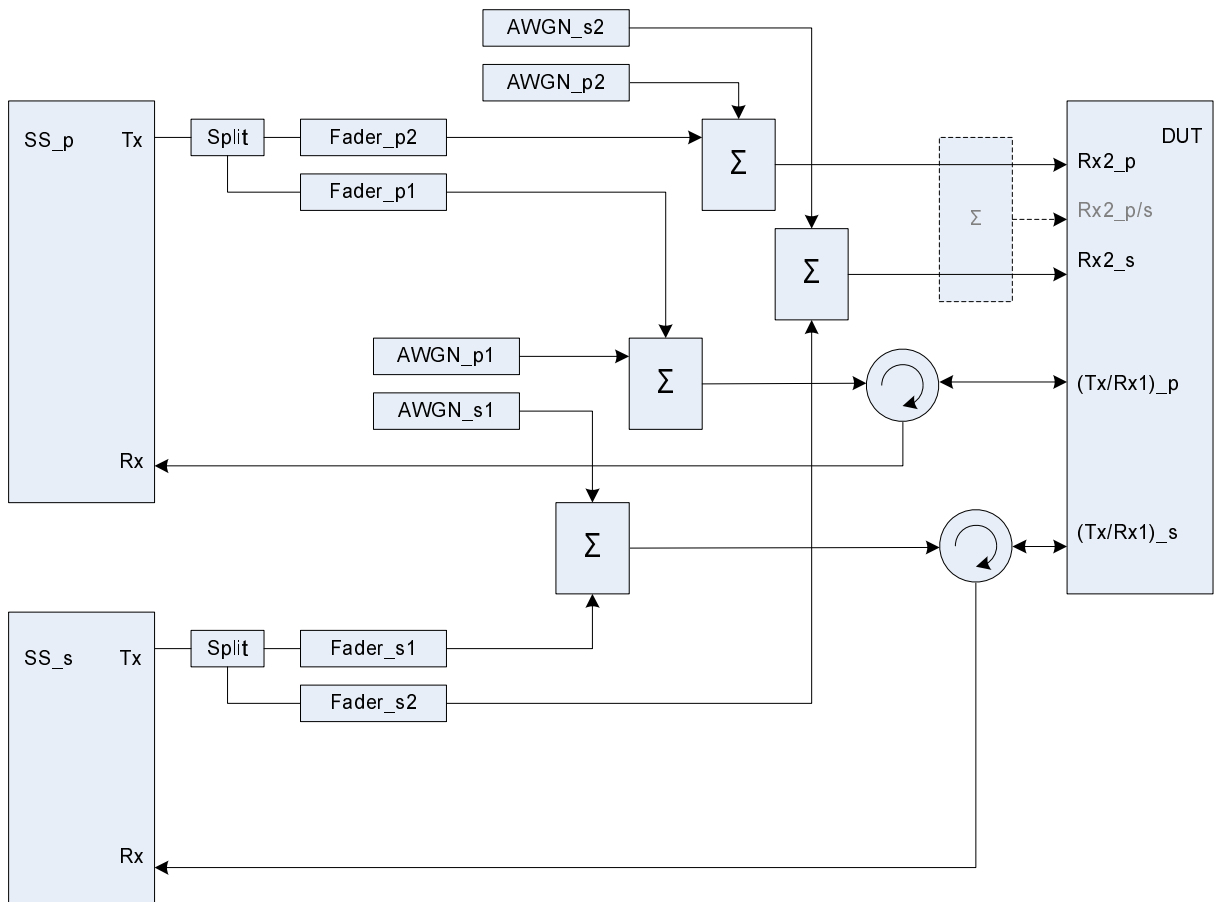 AWGN_s2
AWGN_p2
SS_p
Tx
Split
Fader_p2
Fader_p1
Σ
Σ
Σ
DUT
Rx2_p
Rx2_p/s
Rx2_s
AWGN_p1
AWGN_s1
Σ
(Tx/Rx1)_p
Rx
Σ
(Tx/Rx1)_s
SS_s
Tx
Split
Fader_s1
Fader_s2
Rx